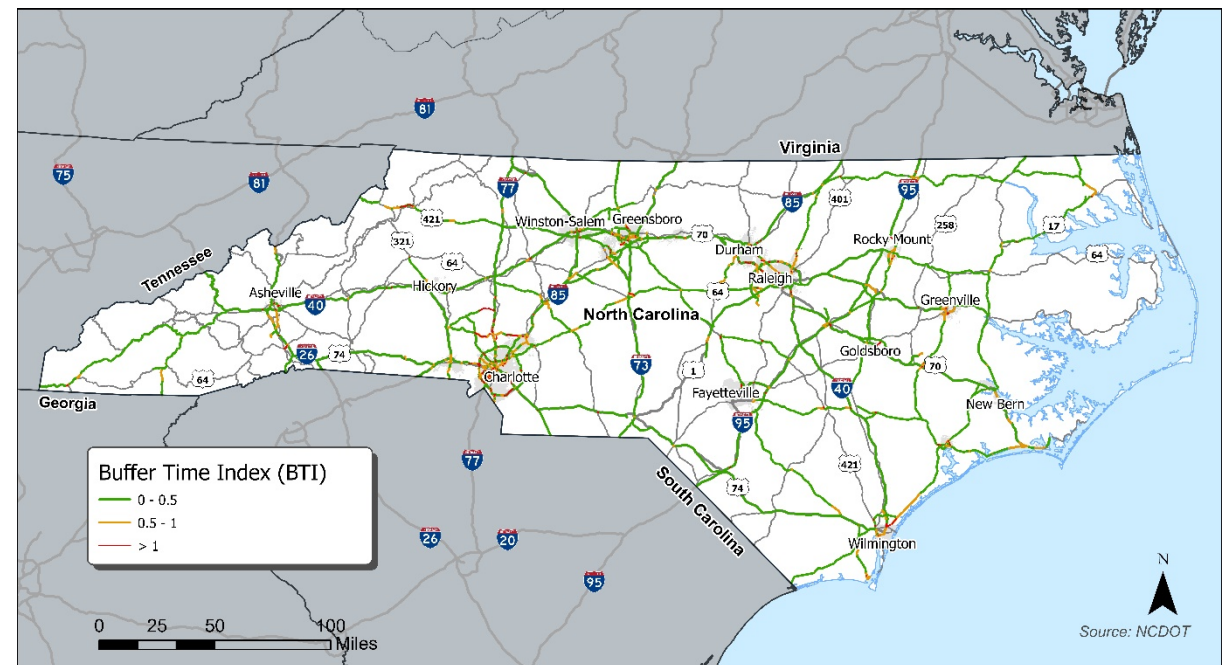 81
Virginia
75
81
77
95
85
401
421
Winston-Salem
Greensboro
258
17
321
70
Rocky Mount
Durham
Tennessee
64
64
Raleigh
Asheville
Hickory
64
40
85
Greenville
North Carolina
26
74
Goldsboro
73
70
Charlotte
1
64
Fayetteville
40
New Bern
Georgia
95
77
421
Buffer Time Index (BTI)
0 - 0.5
0.5 - 1
> 1
South Carolina
74
26
20
Wilmington
95
N
0 25 50 100
Miles
Source: NCDOT